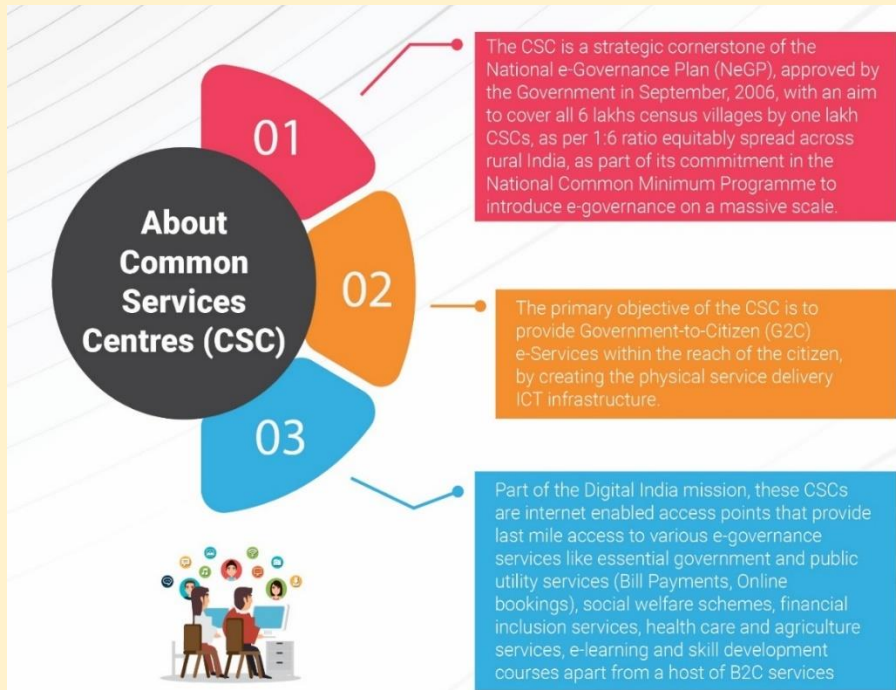 About
Common
Services
Centres (CSC)
01
The CSC is a strategic cornerstone of the
National e-Governance Plan (NeGP), approved by
the Government in September, 2006, with an aim
to cover all 6 lakhs census villages by one lakh
CSCs, as per 1:6 ratio equitably spread across
rural India, as part of its commitment in the
National Common Minimum Programme to
introduce e-governance on a massive scale.
02
The primary objective of the CSC is to
provide Government-to-Citizen (G2C)
e-Services within the reach of the citizen,
by creating the physical service delivery
ICT infrastructure.
03
Part of the Digital India mission, these CSCs
are internet enabled access points that provide
last mile access to various e-governance
services like essential government and public
utility services (Bill Payments, Online
bookings), social welfare schemes, financial
inclusion services, health care and agriculture
services, e-learning and skill development
courses apart from a host of B2C services